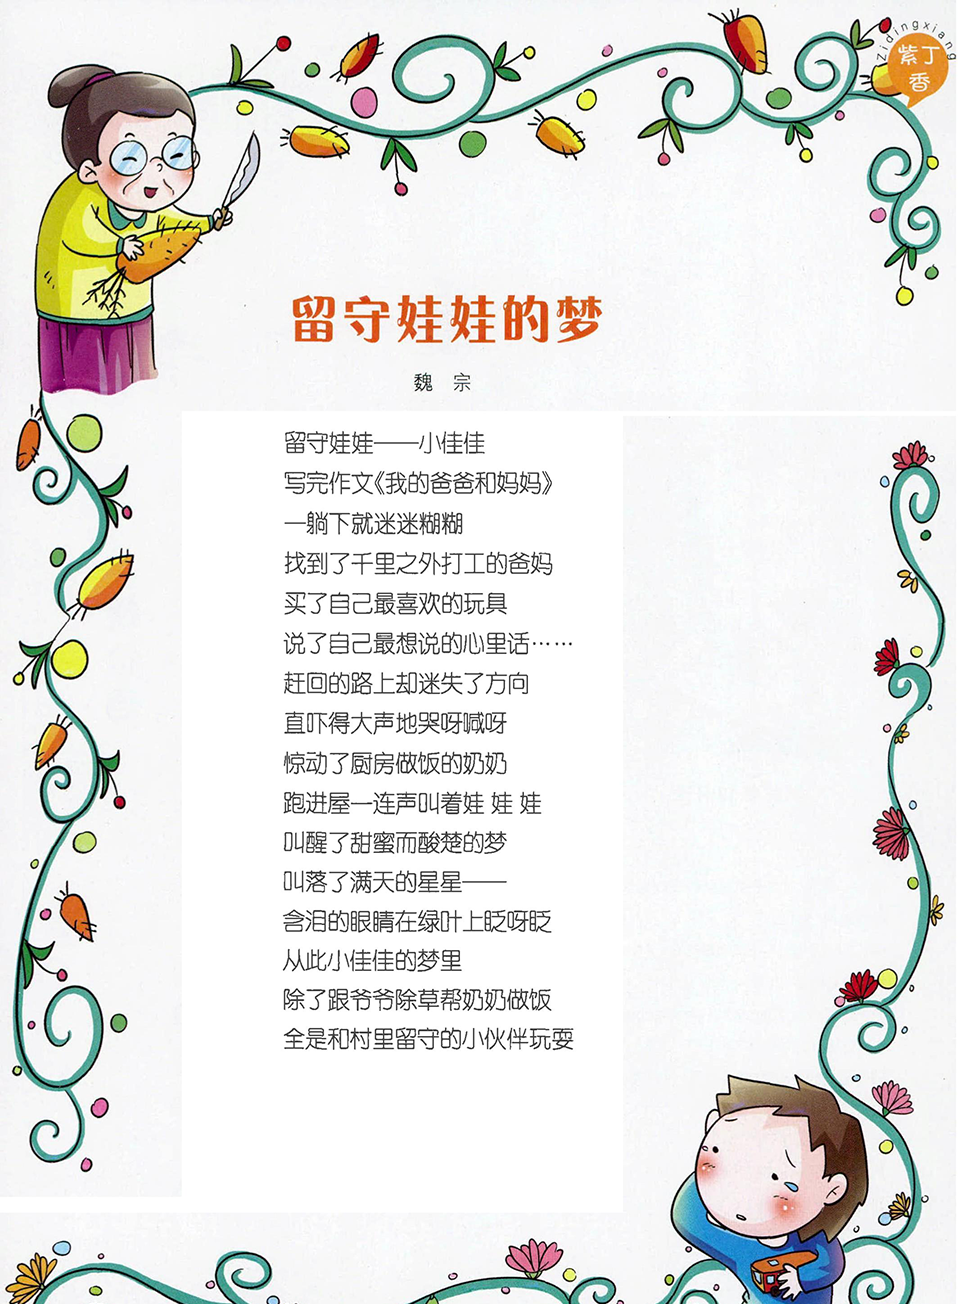 zidingxiang
紫丁
香
留守娃娃的梦
魏 宗
留守娃娃——小佳佳
写完作文《我的爸爸和妈妈》
一躺下就迷迷糊糊
找到了千里之外打工的爸妈
买了自己最喜欢的玩具
说了自己最想说的心里话……
赶回的路上却迷失了方向
直吓得大声地哭呀喊呀
惊动了厨房做饭的奶奶
跑进屋一连声叫着娃 娃 娃
叫醒了甜蜜而酸楚的梦
叫落了满天的星星——
含泪的眼睛在绿叶上眨呀眨
从此小佳佳的梦里
除了跟爷爷除草帮奶奶做饭
全是和村里留守的小伙伴玩耍